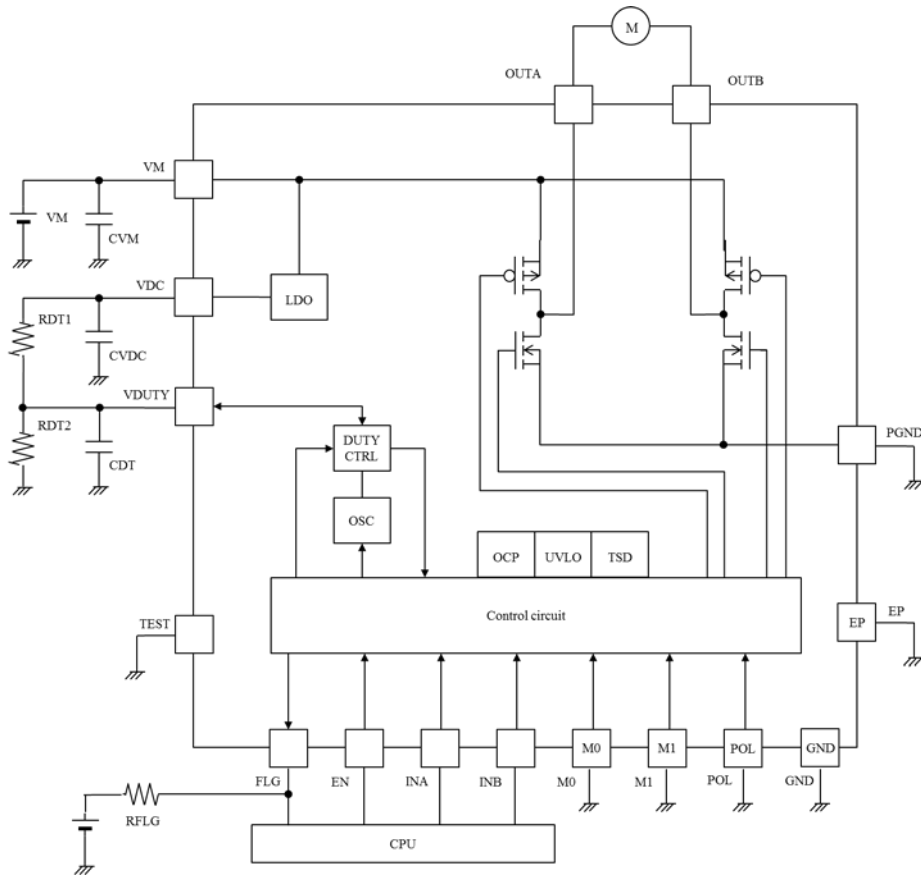 M
OUTA
OUTB
VM
VM
CVM
VDC
LDO
RDT1
CVDC
VDUTY
RDT2
CDT
DUTY
CTRL
PGND
OSC
OCP
UVLO
TSD
Control circuit
TEST
EP
EP
M0
M1
POL
GND
FLG
EN
INA
INB
M0
M1
POL
GND
RFLG
CPU